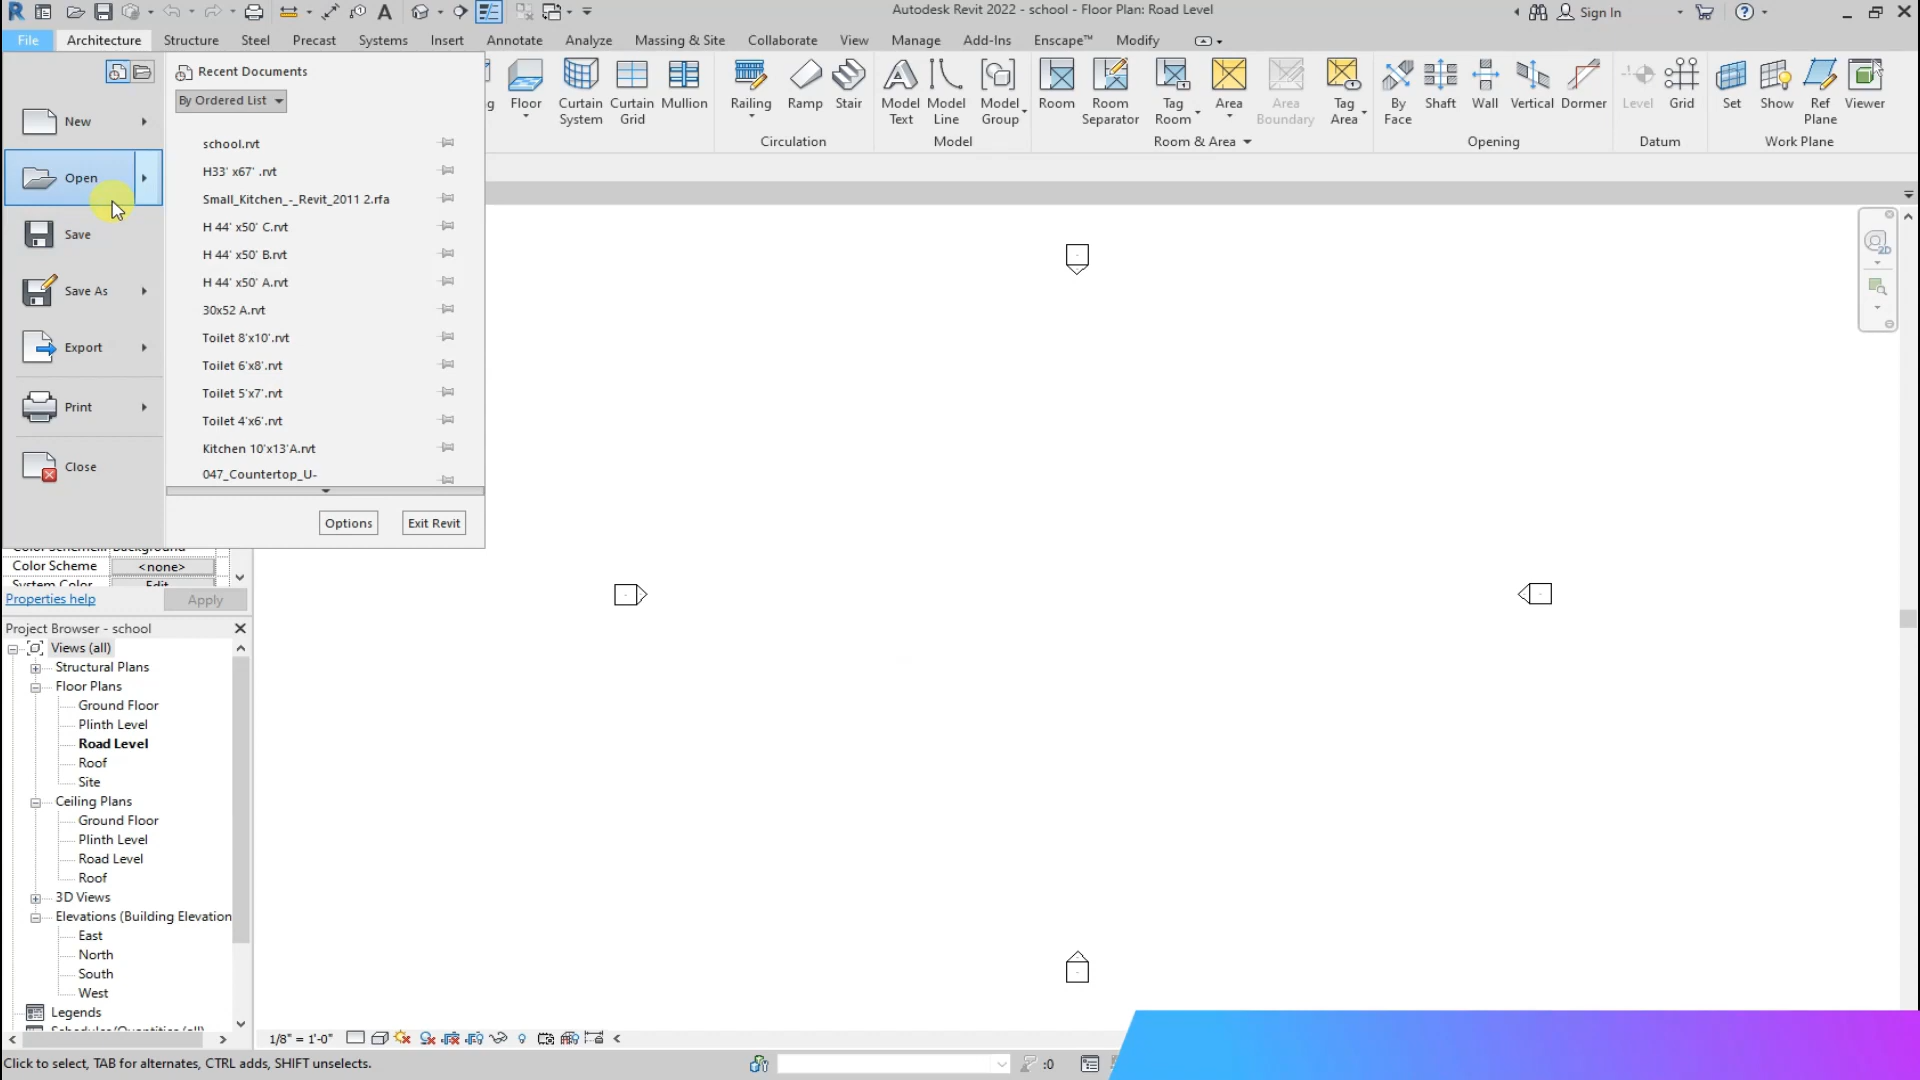 Autodesk Revit 2022 - school - Floor Plan: Road Level
Sign In
File Architecture Structure Steel Precast Systems Insert Annotate Analyze Massing & Site Collaborate View Manage Add-Ins Enscape™ Modify
Recent Documents
By Ordered List
New
Open
Save
Save As
Export
Print
Close
school.rvt
H33' x67' .rvt
Small_Kitchen_-_Revit_2011 2.rfa
H 44' x50' C.rvt
H 44' x50' B.rvt
H 44' x50' A.rvt
30x52 A.rvt
Toilet 8'x10'.rvt
Toilet 6'x8'.rvt
Toilet 5'x7'.rvt
Toilet 4'x6'.rvt
Kitchen 10'x13'A.rvt
047_Countertop_U-
Options
Exit Revit
Floor
Curtain System
Curtain Grid
Mullion
Railing
Ramp
Stair
Circulation
Model Text
Model Line
Model Group
Model
Room
Room Separator
Tag Room
Area
Area Boundary
Tag Area
Room & Area
By Face
Shaft
Wall
Vertical
Dormer
Opening
Level
Grid
Datum
Set
Show
Ref Plane
Viewer
Work Plane
2D
Color Scheme <none>
System Color Edit
Properties help
Apply
Project Browser - school
Views (all)
Structural Plans
Floor Plans
Ground Floor
Plinth Level
Road Level
Roof
Site
Ceiling Plans
Ground Floor
Plinth Level
Road Level
Roof
3D Views
Elevations (Building Elevation
East
North
South
West
Legends
Schedules/Quantities (all)
1/8" = 1'-0"
Click to select, TAB for alternates, CTRL adds, SHIFT unselects.
:0